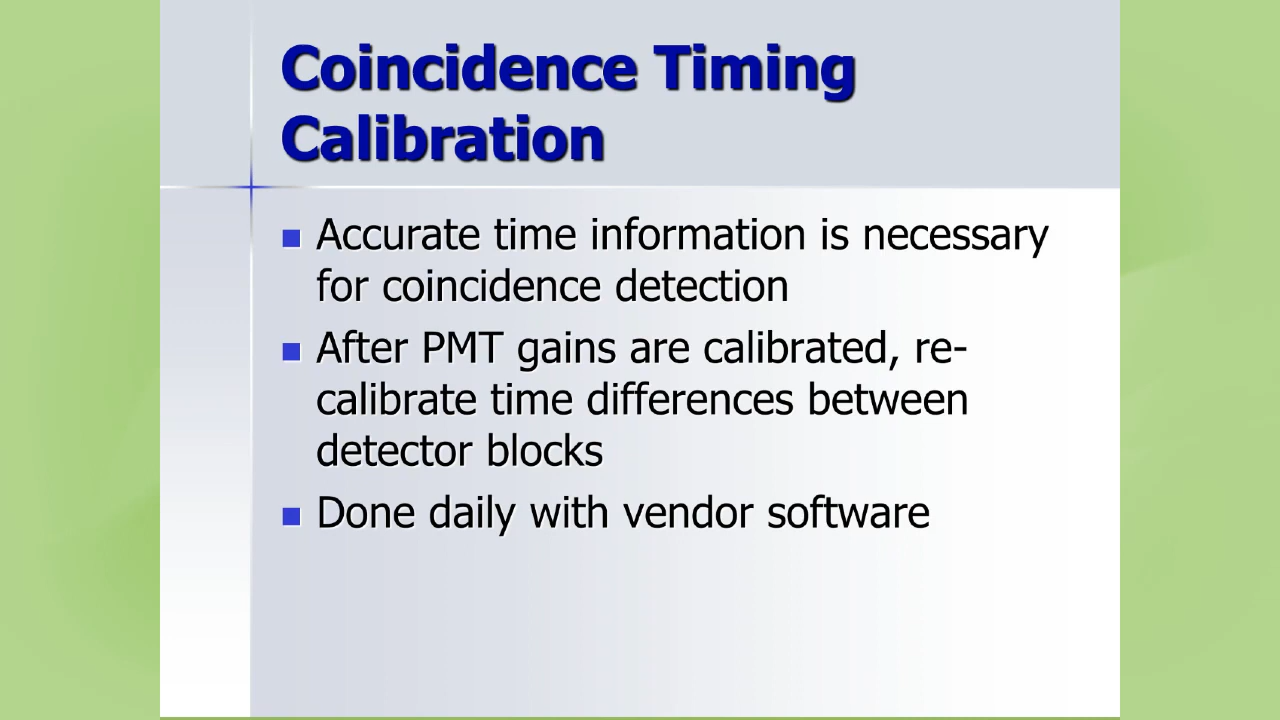 Coincidence Timing
Calibration
Accurate time information is necessary
for coincidence detection
After PMT gains are calibrated, re-
calibrate time differences between
detector blocks
Done daily with vendor software